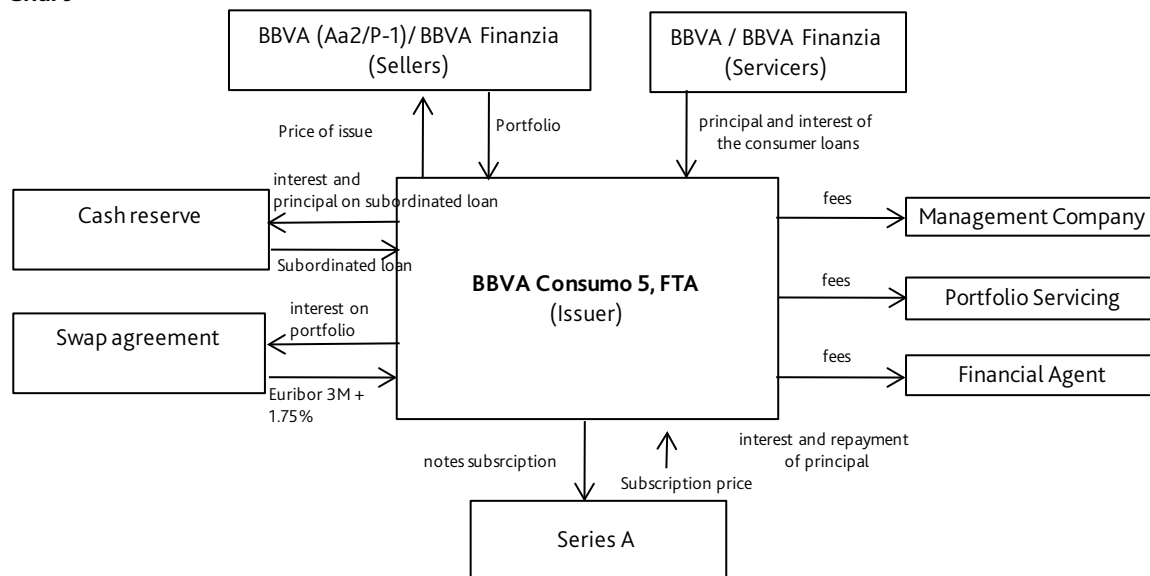 BBVA (Aa2/P-1)/ BBVA Finanzia
(Sellers)
BBVA / BBVA Finanzia
(Servicers)
Price of issue
Portfolio
principal and interest of
the consumer loans
interest and
principal on subordinated loan
Cash reserve
Subordinated loan
fees
Management Company
BBVA Consumo 5, FTA
(Issuer)
fees
Portfolio Servicing
interest on
portfolio
Swap agreement
Euribor 3M +
1.75%
fees
Financial Agent
notes subsrciption
Subscription price
interest and repayment
of principal
Series A